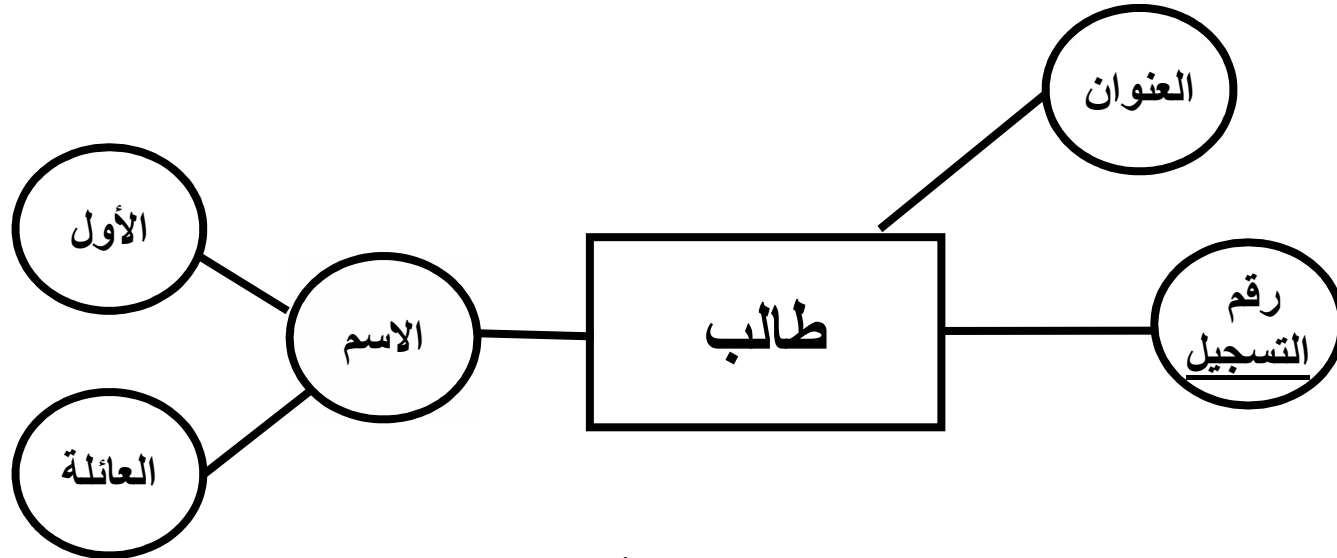 العنوان
الأول
رقم
التسجيل
طالب
الاسم
العائلة